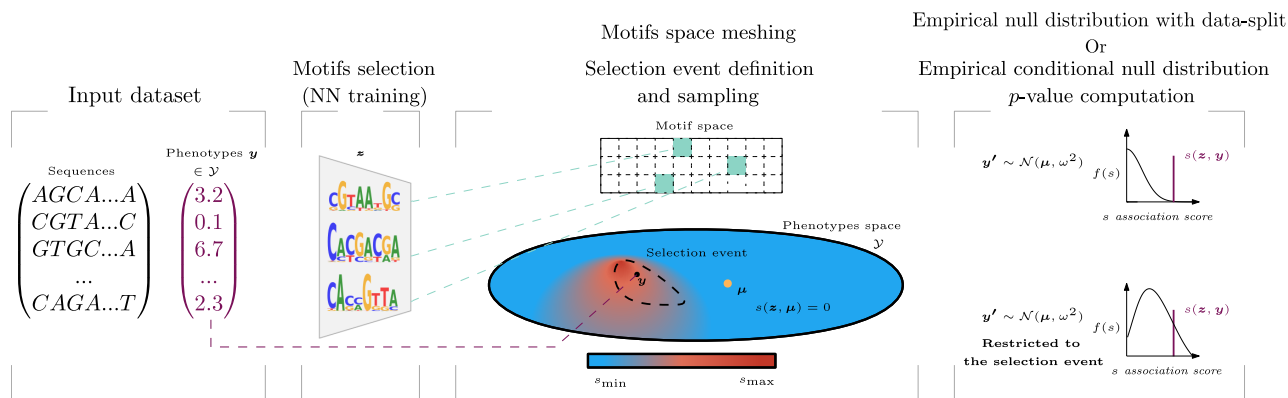 Input dataset
Sequences
AGCA...A
CGTA...C
GTGC...A
...
CAGA...T
Phenotypes y
∈ 𝒴
3.2
0.1
6.7
...
2.3
Motifs selection
(NN training)
z
CGTAATGC
CACGACGA
CACCGTTA
Motifs space meshing
Selection event definition
and sampling
Motif space
Phenotypes space
𝒴
Selection event
y
μ
s(z, μ) = 0
s_min
s_max
Empirical null distribution with data-split
Or
Empirical conditional null distribution
p-value computation
y′ ∼ N(μ, ω²)
f(s)
s(z, y)
s association score
y′ ∼ N(μ, ω²)
Restricted to
the selection event
f(s)
s(z, y)
s association score